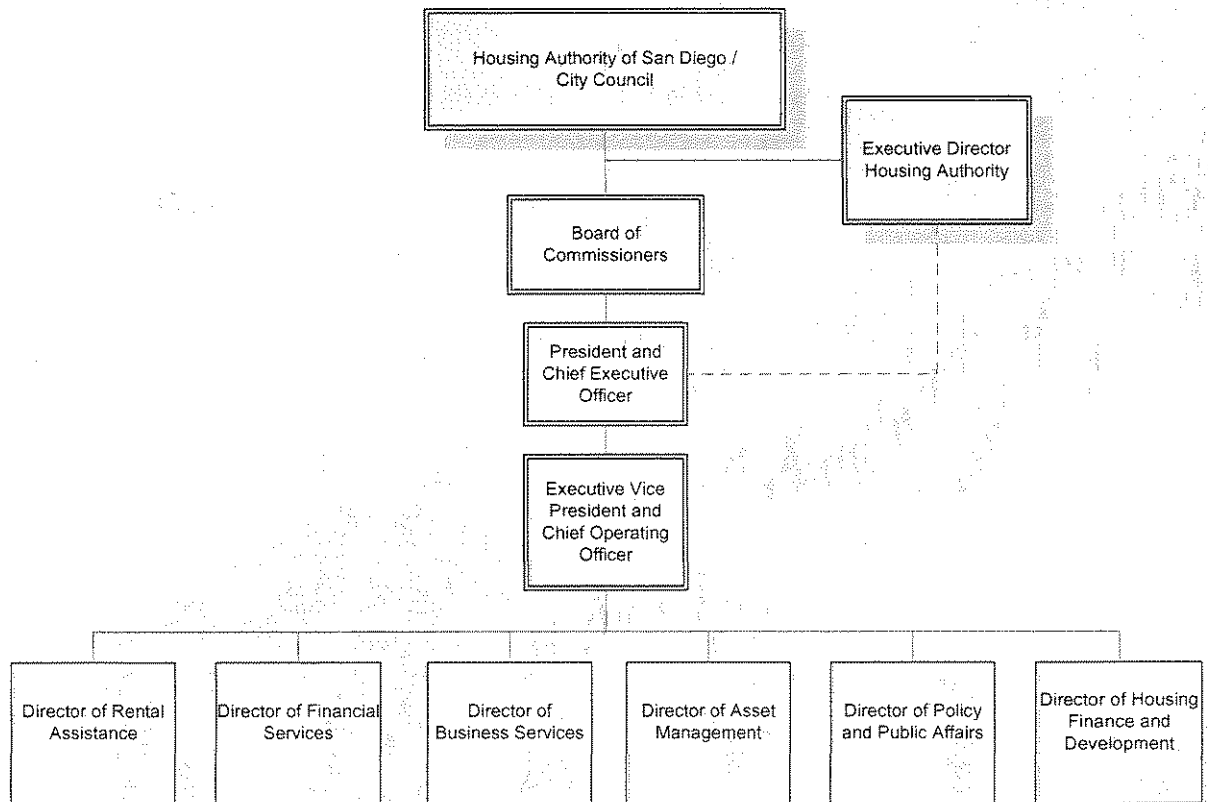 Housing Authority of San Diego /
City Council
Executive Director
Housing Authority
Board of
Commissioners
President and
Chief Executive
Officer
Executive Vice
President and
Chief Operating
Officer
Director of Rental
Assistance
Director of Financial
Services
Director of
Business Services
Director of Asset
Management
Director of Policy
and Public Affairs
Director of Housing
Finance and
Development